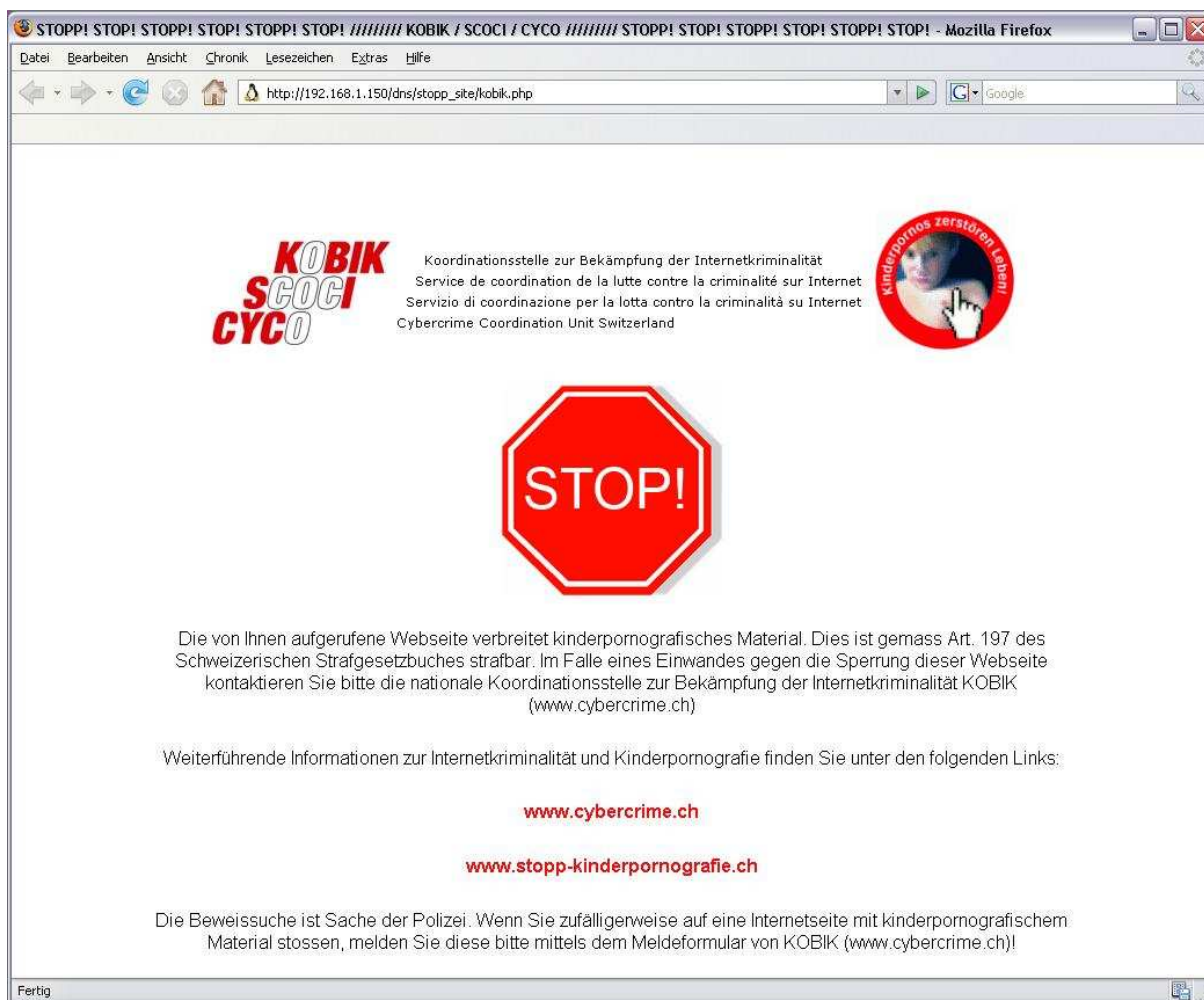 STOPP! STOP! STOPP! STOP! STOPP! STOP! ///////// KOBIK / SCOCI / CYCO ///////// STOPP! STOP! STOPP! STOP! STOPP! STOP! - Mozilla Firefox
Datei Bearbeiten Ansicht Chronik Lesezeichen Extras Hilfe
http://192.168.1.150/dns/stopp_site/kobik.php
G Google
KOBIK
SCOCI
CYCO
Koordinationsstelle zur Bekämpfung der Internetkriminalität
Service de coordination de la lutte contre la criminalité sur Internet
Servizio di coordinazione per la lotta contro la criminalità su Internet
Cybercrime Coordination Unit Switzerland
Kinderpornos zerstören Leben!
STOP!
Die von Ihnen aufgerufene Webseite verbreitet kinderpornografisches Material. Dies ist gemass Art. 197 des
Schweizerischen Strafgesetzbuches strafbar. Im Falle eines Einwandes gegen die Sperrung dieser Webseite
kontaktieren Sie bitte die nationale Koordinationsstelle zur Bekämpfung der Internetkriminalität KOBIK
(www.cybercrime.ch)
Weiterführende Informationen zur Internetkriminalität und Kinderpornografie finden Sie unter den folgenden Links:
www.cybercrime.ch
www.stopp-kinderpornografie.ch
Die Beweissuche ist Sache der Polizei. Wenn Sie zufälligerweise auf eine Internetseite mit kinderpornografischem
Material stossen, melden Sie diese bitte mittels dem Meldeformular von KOBIK (www.cybercrime.ch)!
Fertig